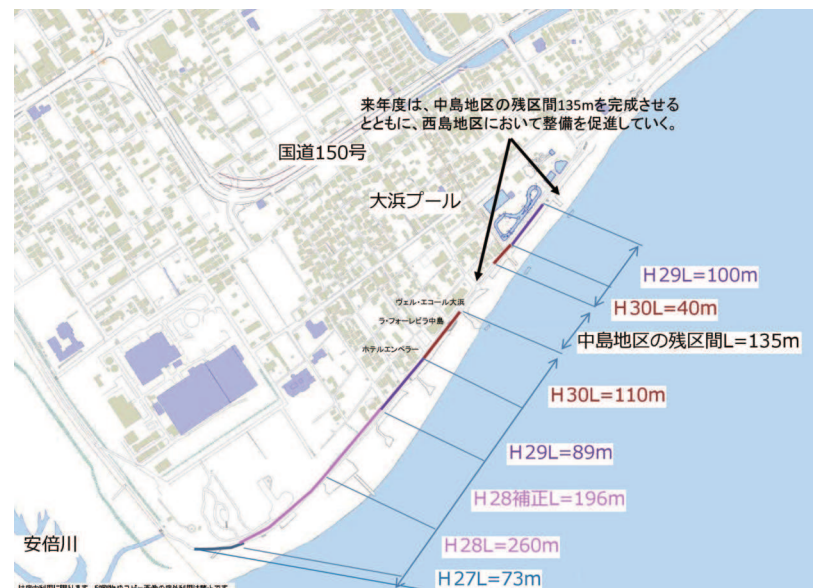 来年度は、中島地区の残区間135mを完成させる
とともに、西島地区において整備を促進していく。
国道150号
大浜プール
H29L=100m
ヴェル・エコール大浜
H30L=40m
ラ・フォーレビラ中島
中島地区の残区間L=135m
ホテルエンペラー
H30L=110m
H29L=89m
H28補正L=196m
安倍川
H28L=260m
H27L=73m